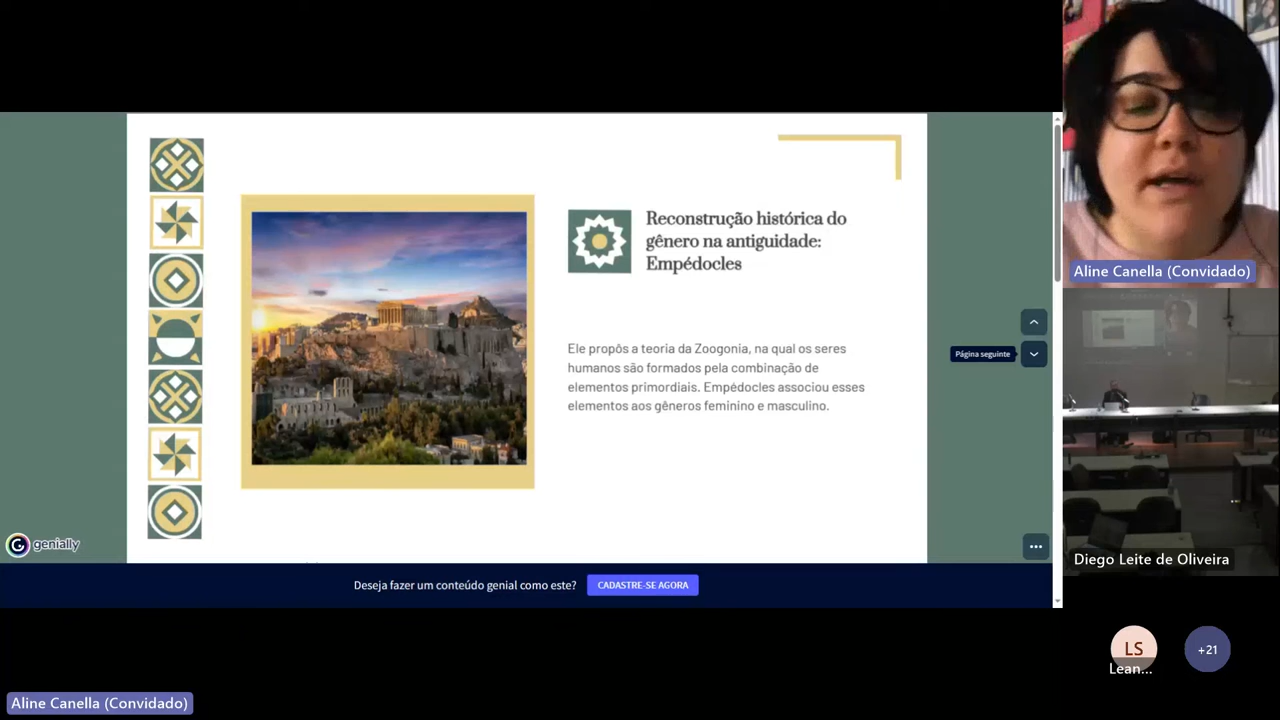 Reconstrução histórica do
gênero na antiguidade:
Empédocles
Ele propôs a teoria da Zoogonia, na qual os seres
humanos são formados pela combinação de
elementos primordiais. Empédocles associou esses
elementos aos gêneros feminino e masculino.
Página seguinte
genially
Deseja fazer um conteúdo genial como este?
CADASTRE-SE AGORA
Aline Canella (Convidado)
Diego Leite de Oliveira
LS
Lean...
+21
Aline Canella (Convidado)